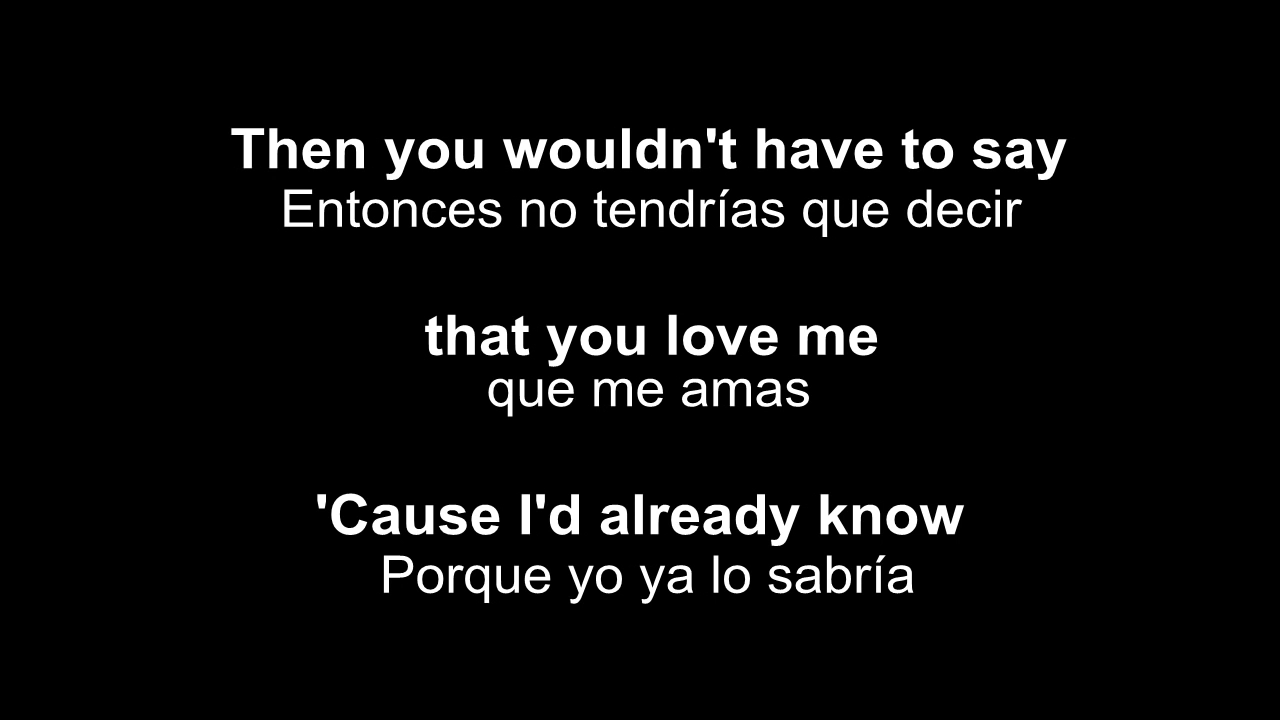 Then you wouldn't have to say
Entonces no tendrías que decir
that you love me
que me amas
'Cause I'd already know
Porque yo ya lo sabría